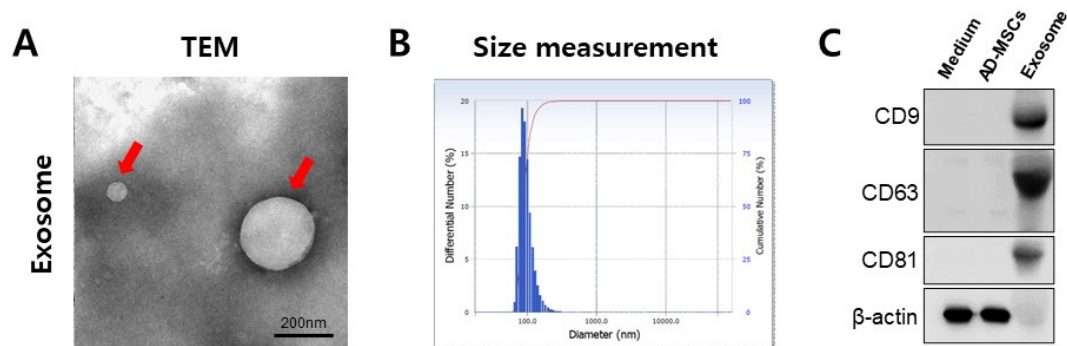 A
TEM
Exosome
200nm
B
Size measurement
Differential Number (%)
20
15
10
5
0
100
75
50
25
0
Cumulative Number (%)
100.0
1000.0
10000.0
Diameter (nm)
C
Medium
AD-MSCs
Exosome
CD9
CD63
CD81
β-actin